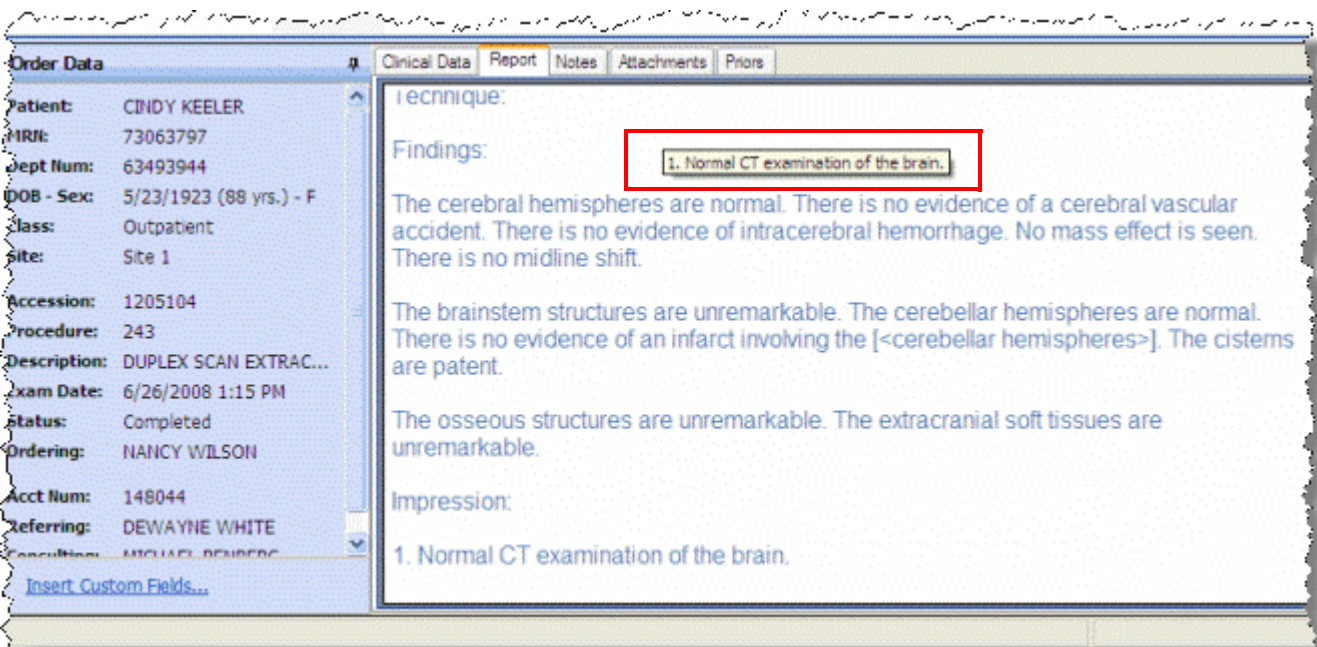 Order Data
Patient: CINDY KEELER
MRN: 73063797
Dept Num: 63493944
DOB - Sex: 5/23/1923 (88 yrs.) - F
Class: Outpatient
Site: Site 1
Accession: 1205104
Procedure: 243
Description: DUPLEX SCAN EXTRAC...
Exam Date: 6/26/2008 1:15 PM
Status: Completed
Ordering: NANCY WILSON
Acct Num: 148044
Referring: DEWAYNE WHITE
Consulting: MICHAEL
Insert Custom Fields...
Clinical Data Report Notes Attachments Priors
Technique:
Findings:
1. Normal CT examination of the brain.
The cerebral hemispheres are normal. There is no evidence of a cerebral vascular
accident. There is no evidence of intracerebral hemorrhage. No mass effect is seen.
There is no midline shift.
The brainstem structures are unremarkable. The cerebellar hemispheres are normal.
There is no evidence of an infarct involving the [<cerebellar hemispheres>]. The cisterns
are patent.
The osseous structures are unremarkable. The extracranial soft tissues are
unremarkable.
Impression:
1. Normal CT examination of the brain.